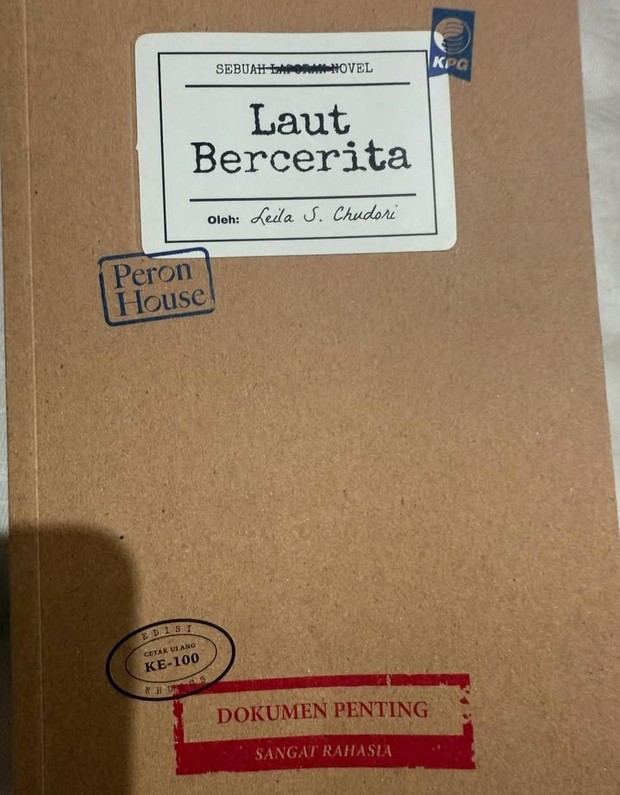 SEBUAH LAPORAN NOVEL
KPG
Laut
Bercerita
Oleh: Leila S. Chudori
Peron
House
EDISI
CETAK ULANG
KE-100
KHUSUS
DOKUMEN PENTING
SANGAT RAHASIA